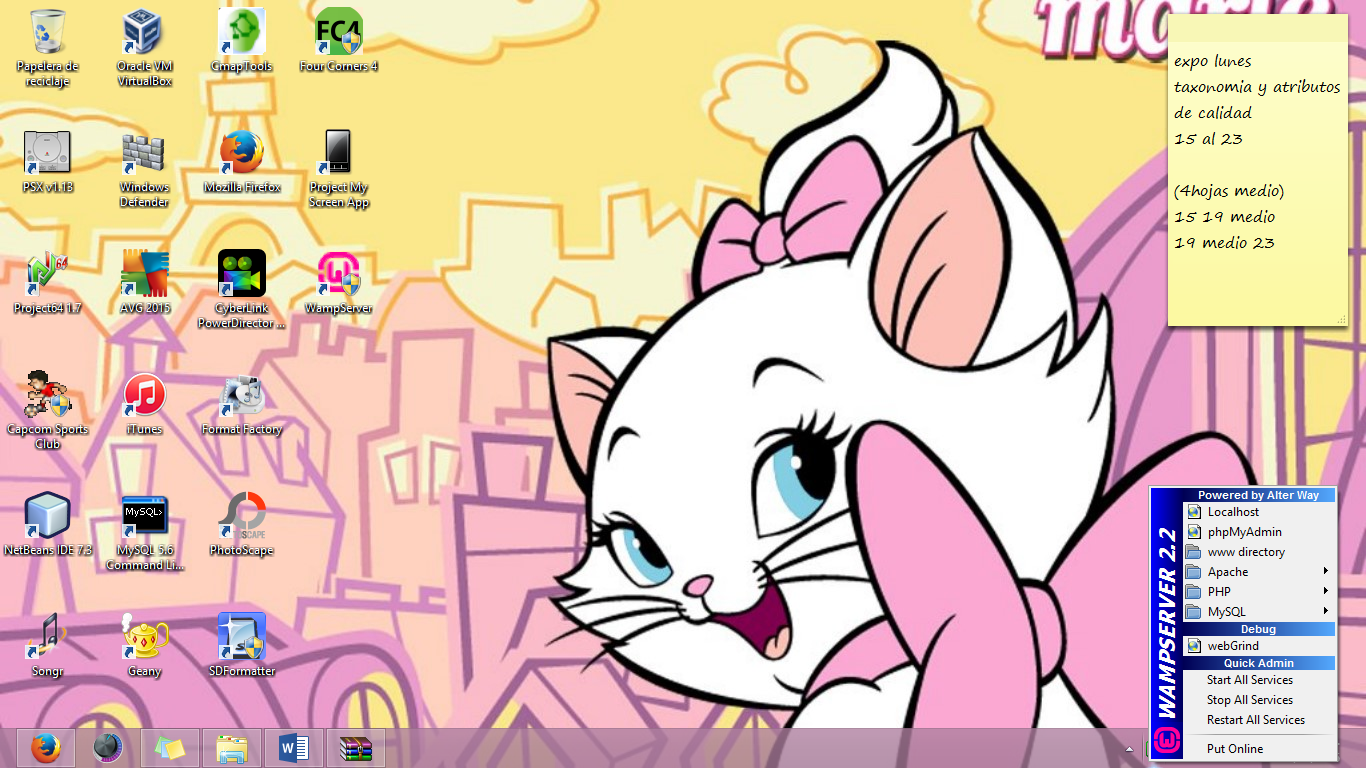 Papelera de
reciclaje
Oracle VM
VirtualBox
GmapTools
FC4
Four Corners 4
PSX v1.13
Windows
Defender
Mozilla Firefox
Project My
Screen App
64
Project64 1.7
AVG 2015
CyberLink
PowerDirector ...
WampServer
Capcom Sports
Club
iTunes
Format Factory
NetBeans IDE 7.3
MySQL>
MySQL 5.6
Command Li...
SCAPE
PhotoScape
Songr
Geany
SDFormatter
marie
expo lunes
taxonomia y atributos
de calidad
15 al 23
(4hojas medio)
15 19 medio
19 medio 23
WAMPSERVER 2.2
Powered by Alter Way
Localhost
phpMyAdmin
www directory
Apache
PHP
MySQL
Debug
webGrind
Quick Admin
Start All Services
Stop All Services
Restart All Services
Put Online